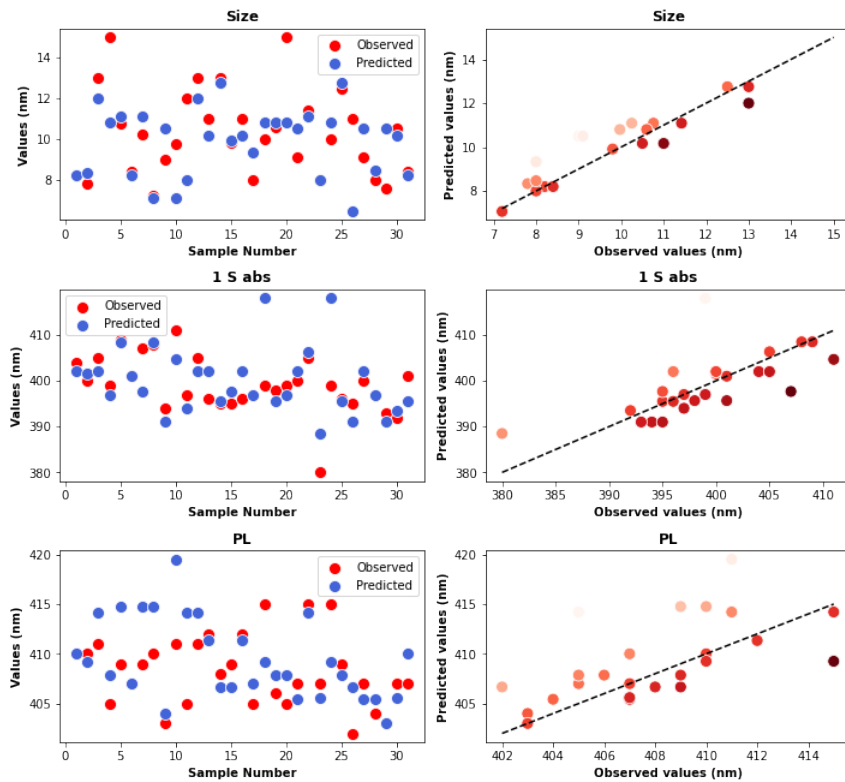 Size
Values (nm)
14
12
10
8
0 5 10 15 20 25 30
Sample Number
Observed
Predicted
Size
Predicted values (nm)
14
12
10
8
7 8 9 10 11 12 13 14 15
Observed values (nm)
1 S abs
Values (nm)
410
400
390
380
0 5 10 15 20 25 30
Sample Number
Observed
Predicted
1 S abs
Predicted values (nm)
410
400
390
380
380 385 390 395 400 405 410
Observed values (nm)
PL
Values (nm)
420
415
410
405
0 5 10 15 20 25 30
Sample Number
Observed
Predicted
PL
Predicted values (nm)
420
415
410
405
402 404 406 408 410 412 414
Observed values (nm)